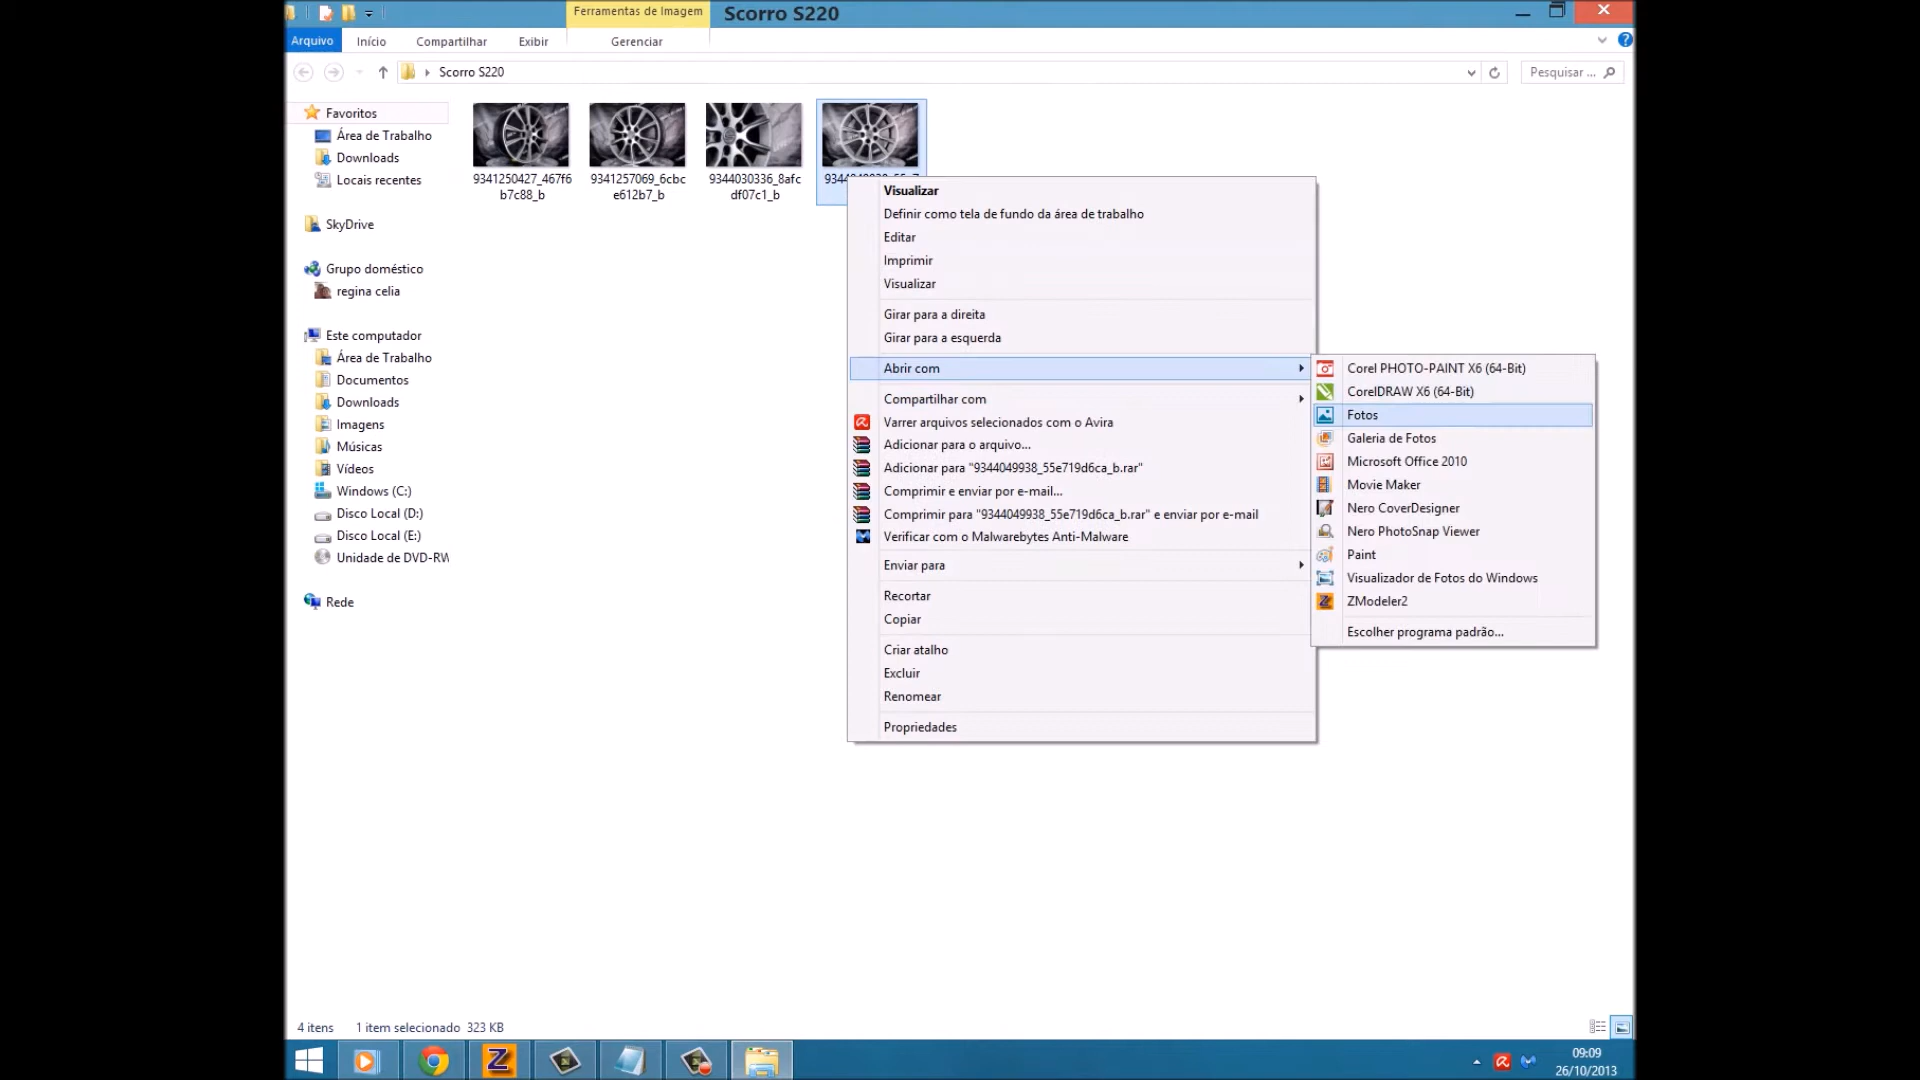 Ferramentas de Imagem
Scorro S220
Arquivo
Início
Compartilhar
Exibir
Gerenciar
Scorro S220
Pesquisar ...
Favoritos
Área de Trabalho
Downloads
Locais recentes
SkyDrive
Grupo doméstico
regina celia
Este computador
Área de Trabalho
Documentos
Downloads
Imagens
Músicas
Vídeos
Windows (C:)
Disco Local (D:)
Disco Local (E:)
Unidade de DVD-RW
Rede
9341250427_467f6
b7c88_b
9341257069_6cbc
e612b7_b
9344030336_8afc
df07c1_b
Visualizar
Definir como tela de fundo da área de trabalho
Editar
Imprimir
Visualizar
Girar para a direita
Girar para a esquerda
Abrir com
Compartilhar com
Varrer arquivos selecionados com o Avira
Adicionar para o arquivo...
Adicionar para "9344049938_55e719d6ca_b.rar"
Comprimir e enviar por e-mail...
Comprimir para "9344049938_55e719d6ca_b.rar" e enviar por e-mail
Verificar com o Malwarebytes Anti-Malware
Enviar para
Recortar
Copiar
Criar atalho
Excluir
Renomear
Propriedades
Corel PHOTO-PAINT X6 (64-Bit)
CorelDRAW X6 (64-Bit)
Fotos
Galeria de Fotos
Microsoft Office 2010
Movie Maker
Nero CoverDesigner
Nero PhotoSnap Viewer
Paint
Visualizador de Fotos do Windows
ZModeler2
Escolher programa padrão...
4 itens
1 item selecionado 323 KB
09:09
26/10/2013